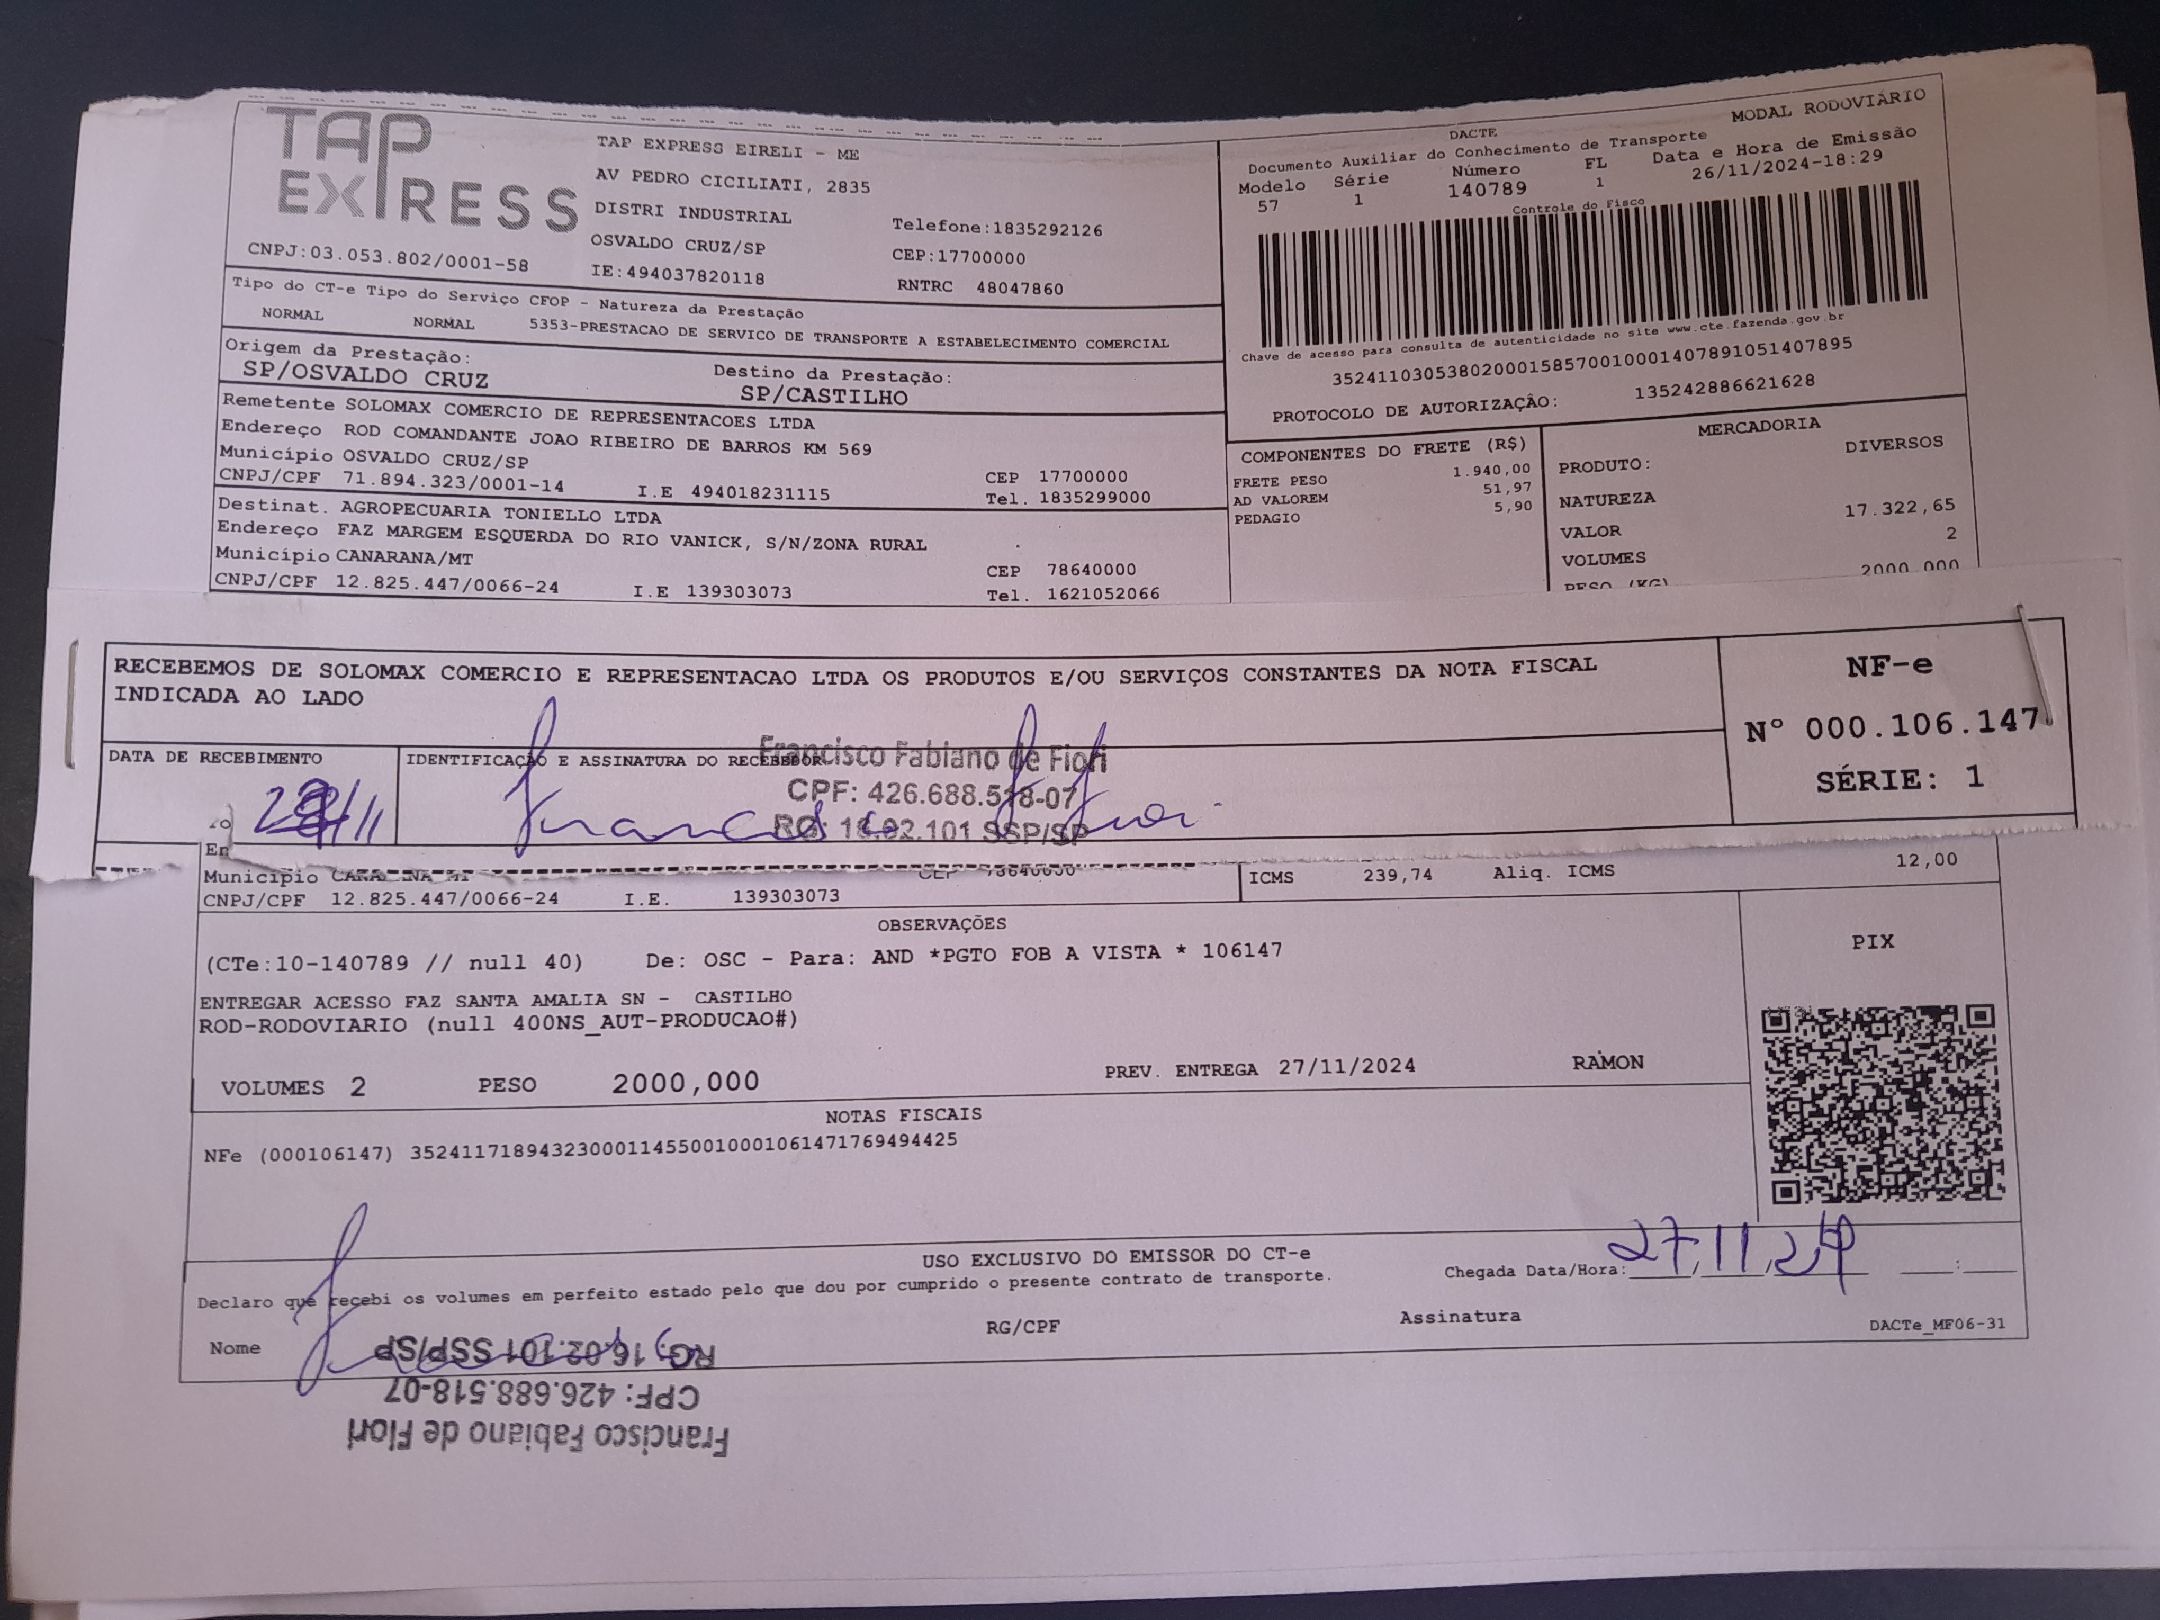 TAP EXPRESS
TAP EXPRESS EIRELI - ME
AV PEDRO CICILIATI, 2835
DISTRI INDUSTRIAL
Telefone:1835292126
OSVALDO CRUZ/SP
CEP:17700000
CNPJ:03.053.802/0001-58
IE:494037820118
RNTRC 48047860
MODAL RODOVIÁRIO
DACTE
Documento Auxiliar do Conhecimento de Transporte
Modelo Série Número FL Data e Hora de Emissão
57 1 140789 1 26/11/2024-18:29
Controle do Fisco
Chave de acesso para consulta de autenticidade no site www.cte.fazenda.gov.br
35241103053802000158570010001407891051407895
PROTOCOLO DE AUTORIZAÇÃO: 135242886621628
Tipo do CT-e Tipo do Serviço CFOP - Natureza da Prestação
NORMAL NORMAL 5353-PRESTACAO DE SERVICO DE TRANSPORTE A ESTABELECIMENTO COMERCIAL
Origem da Prestação: Destino da Prestação:
SP/OSVALDO CRUZ SP/CASTILHO
Remetente SOLOMAX COMERCIO DE REPRESENTACOES LTDA
Endereço ROD COMANDANTE JOAO RIBEIRO DE BARROS KM 569
Município OSVALDO CRUZ/SP CEP 17700000
CNPJ/CPF 71.894.323/0001-14 I.E 494018231115 Tel. 1835299000
Destinat. AGROPECUARIA TONIELLO LTDA
Endereço FAZ MARGEM ESQUERDA DO RIO VANICK, S/N/ZONA RURAL
Município CANARANA/MT CEP 78640000
CNPJ/CPF 12.825.447/0066-24 I.E 139303073 Tel. 1621052066
COMPONENTES DO FRETE (R$)
FRETE PESO 1.940,00
AD VALOREM 51,97
PEDAGIO 5,90
MERCADORIA
PRODUTO: DIVERSOS
NATUREZA
VALOR 17.322,65
VOLUMES 2
PESO (KG) 2000,000
RECEBEMOS DE SOLOMAX COMERCIO E REPRESENTACAO LTDA OS PRODUTOS E/OU SERVIÇOS CONSTANTES DA NOTA FISCAL
INDICADA AO LADO
NF-e
Nº 000.106.147
SÉRIE: 1
DATA DE RECEBIMENTO
IDENTIFICAÇÃO E ASSINATURA DO RECEBEDOR
Francisco Fabiano de Fiori
CPF: 426.688.518-07
RG: 16.02.101 SSP/SP
Município CANARANA/MT CEP 78640000
ICMS 239,74 Aliq. ICMS 12,00
CNPJ/CPF 12.825.447/0066-24 I.E. 139303073
OBSERVAÇÕES
(CTe:10-140789 // null 40) De: OSC - Para: AND *PGTO FOB A VISTA * 106147
ENTREGAR ACESSO FAZ SANTA AMALIA SN - CASTILHO
ROD-RODOVIARIO (null 400NS_AUT-PRODUCAO#)
VOLUMES 2 PESO 2000,000 PREV. ENTREGA 27/11/2024 RAMON
PIX
NOTAS FISCAIS
NFe (000106147) 35241171894323000114550010001061471769494425
USO EXCLUSIVO DO EMISSOR DO CT-e
Declaro que recebi os volumes em perfeito estado pelo que dou por cumprido o presente contrato de transporte.
Chegada Data/Hora: 27/11/24 :
Nome RG/CPF Assinatura
DACTe_MF06-31
RG: 16.02.101 SSP/SP
CPF: 426.688.518-07
Francisco Fabiano de Fiori